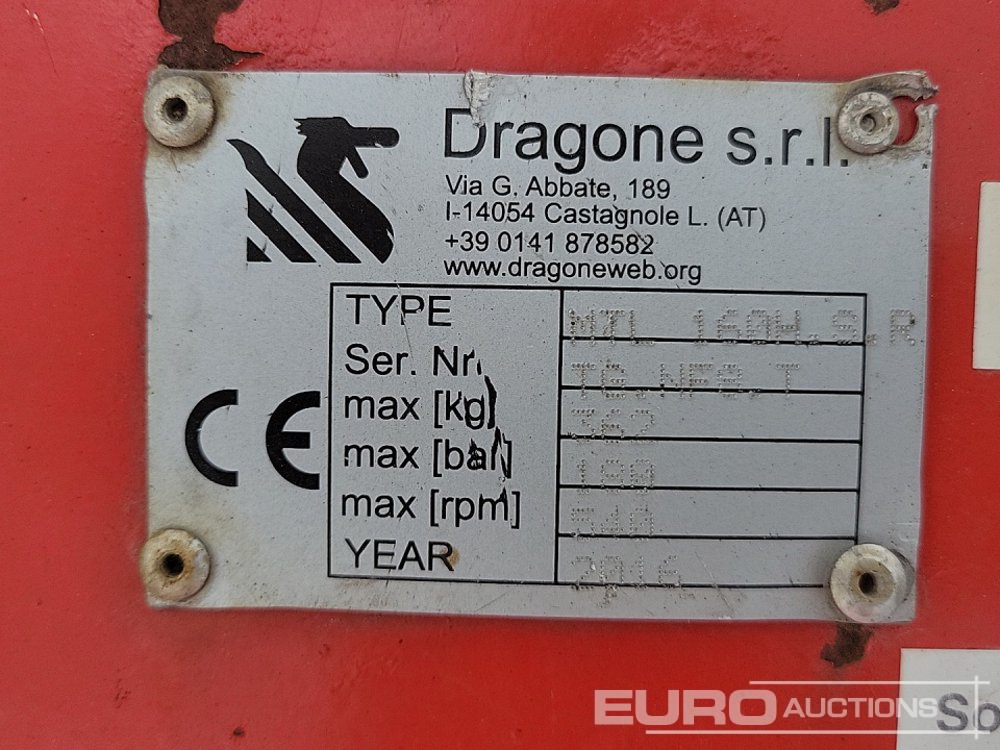 Dragone s.r.l.
Via G. Abbate, 189
I-14054 Castagnole L. (AT)
+39 0141 878582
www.dragoneweb.org
TYPE
Ser. Nr.
max [kg]
max [bar]
max [rpm]
YEAR 2016
CE
EURO AUCTIONS